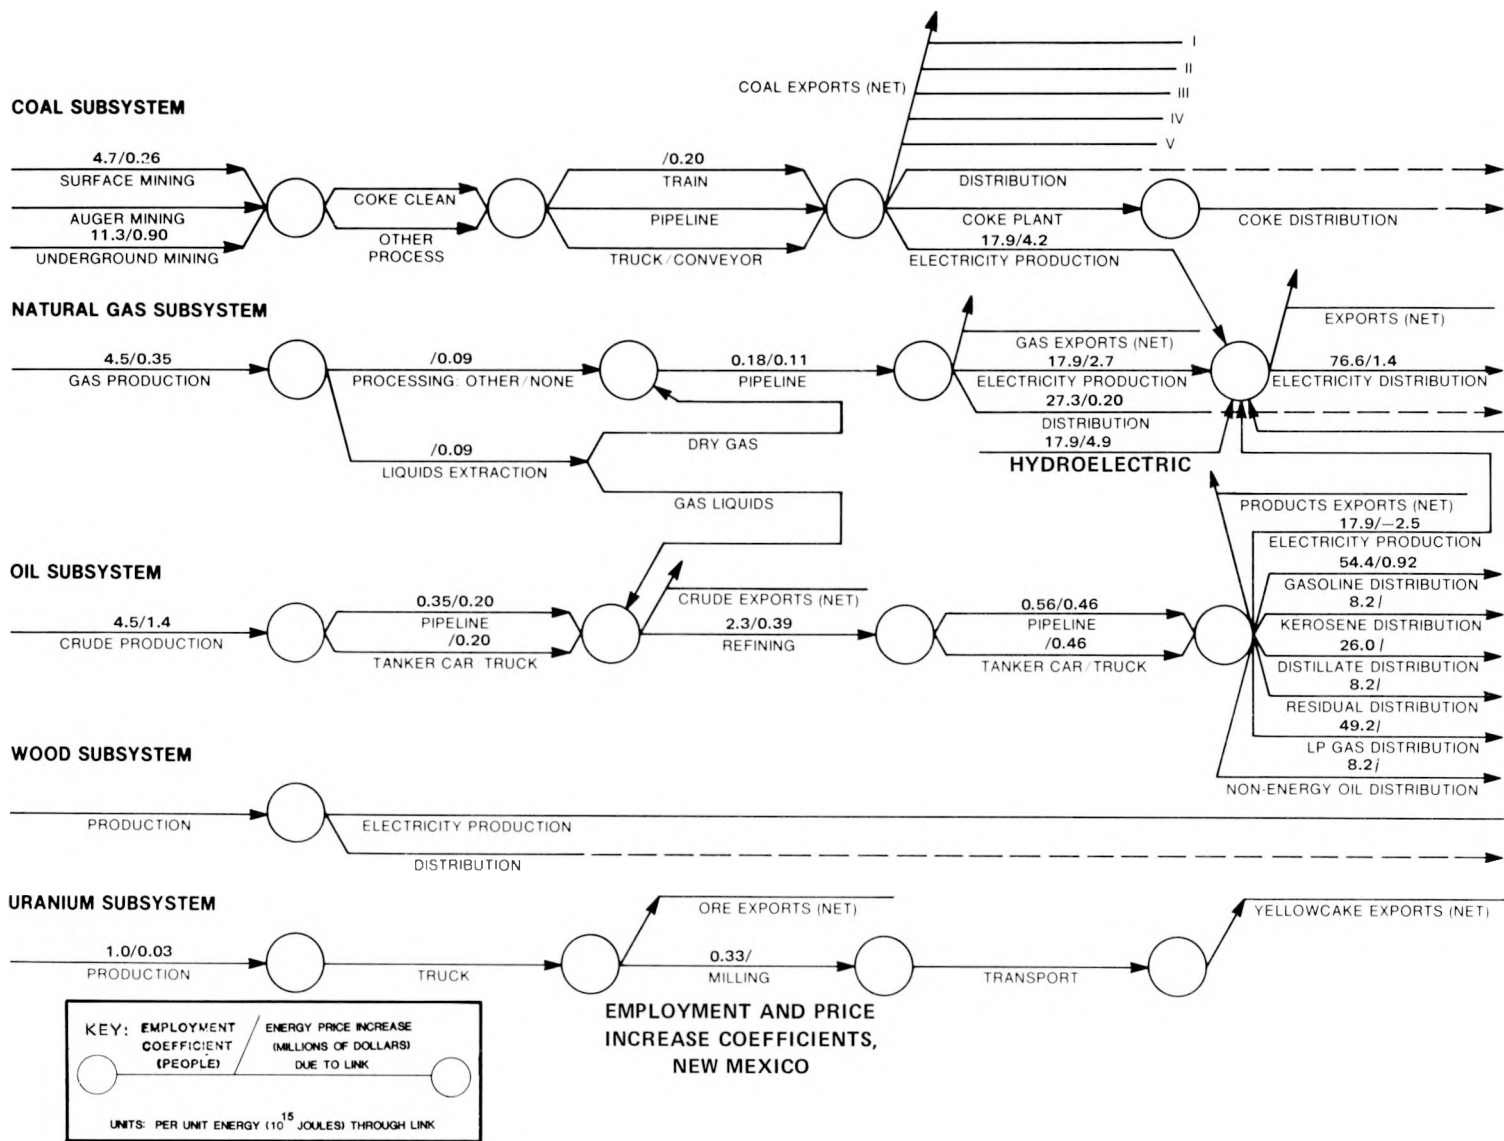 COAL EXPORTS (NET)
I
II
III
IV
V
COAL SUBSYSTEM
4.7/0.26
SURFACE MINING
AUGER MINING
11.3/0.90
UNDERGROUND MINING
COKE CLEAN
OTHER
PROCESS
/0.20
TRAIN
PIPELINE
TRUCK/CONVEYOR
DISTRIBUTION
COKE PLANT
17.9/4.2
ELECTRICITY PRODUCTION
COKE DISTRIBUTION
NATURAL GAS SUBSYSTEM
4.5/0.35
GAS PRODUCTION
/0.09
PROCESSING: OTHER/NONE
/0.09
LIQUIDS EXTRACTION
0.18/0.11
PIPELINE
DRY GAS
GAS LIQUIDS
GAS EXPORTS (NET)
17.9/2.7
ELECTRICITY PRODUCTION
27.3/0.20
DISTRIBUTION
17.9/4.9
HYDROELECTRIC
EXPORTS (NET)
76.6/1.4
ELECTRICITY DISTRIBUTION
OIL SUBSYSTEM
4.5/1.4
CRUDE PRODUCTION
0.35/0.20
PIPELINE
/0.20
TANKER CAR/TRUCK
CRUDE EXPORTS (NET)
2.3/0.39
REFINING
0.56/0.46
PIPELINE
/0.46
TANKER CAR/TRUCK
PRODUCTS EXPORTS (NET)
17.9/−2.5
ELECTRICITY PRODUCTION
54.4/0.92
GASOLINE DISTRIBUTION
8.2/
KEROSENE DISTRIBUTION
26.0/
DISTILLATE DISTRIBUTION
8.2/
RESIDUAL DISTRIBUTION
49.2/
LP GAS DISTRIBUTION
8.2/
NON-ENERGY OIL DISTRIBUTION
WOOD SUBSYSTEM
PRODUCTION
ELECTRICITY PRODUCTION
DISTRIBUTION
URANIUM SUBSYSTEM
1.0/0.03
PRODUCTION
TRUCK
ORE EXPORTS (NET)
0.33/
MILLING
TRANSPORT
YELLOWCAKE EXPORTS (NET)
EMPLOYMENT AND PRICE
INCREASE COEFFICIENTS,
NEW MEXICO
KEY: EMPLOYMENT
COEFFICIENT
(PEOPLE)
ENERGY PRICE INCREASE
(MILLIONS OF DOLLARS)
DUE TO LINK
UNITS: PER UNIT ENERGY (10¹⁵ JOULES) THROUGH LINK